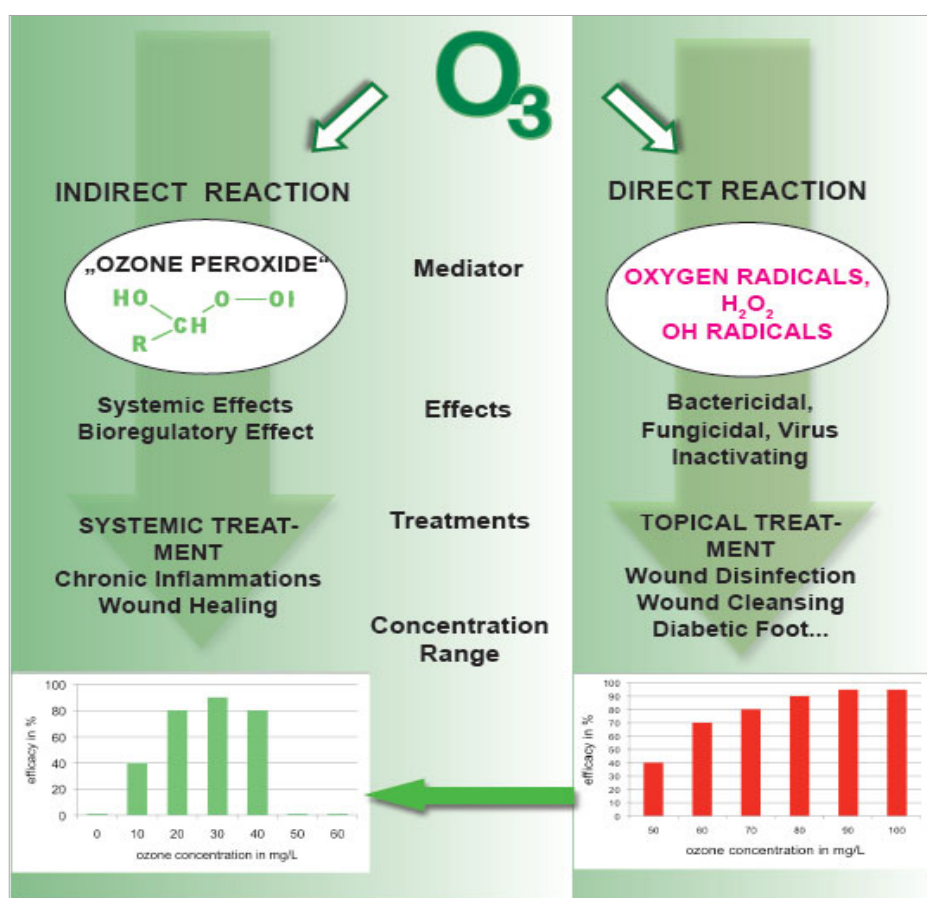 O₃
INDIRECT REACTION
„OZONE PEROXIDE“
HO
O — OH
CH
R
Systemic Effects
Bioregulatory Effect
SYSTEMIC TREAT-
MENT
Chronic Inflammations
Wound Healing
Mediator
Effects
Treatments
Concentration
Range
DIRECT REACTION
OXYGEN RADICALS,
H₂O₂
OH RADICALS
Bactericidal,
Fungicidal, Virus
Inactivating
TOPICAL TREAT-
MENT
Wound Disinfection
Wound Cleansing
Diabetic Foot...
efficacy in %
100
80
60
40
20
0
0 10 20 30 40 50 60
ozone concentration in mg/L
efficacy in %
100
90
80
70
60
50
40
30
20
10
0
50 60 70 80 90 100
ozone concentration in mg/L